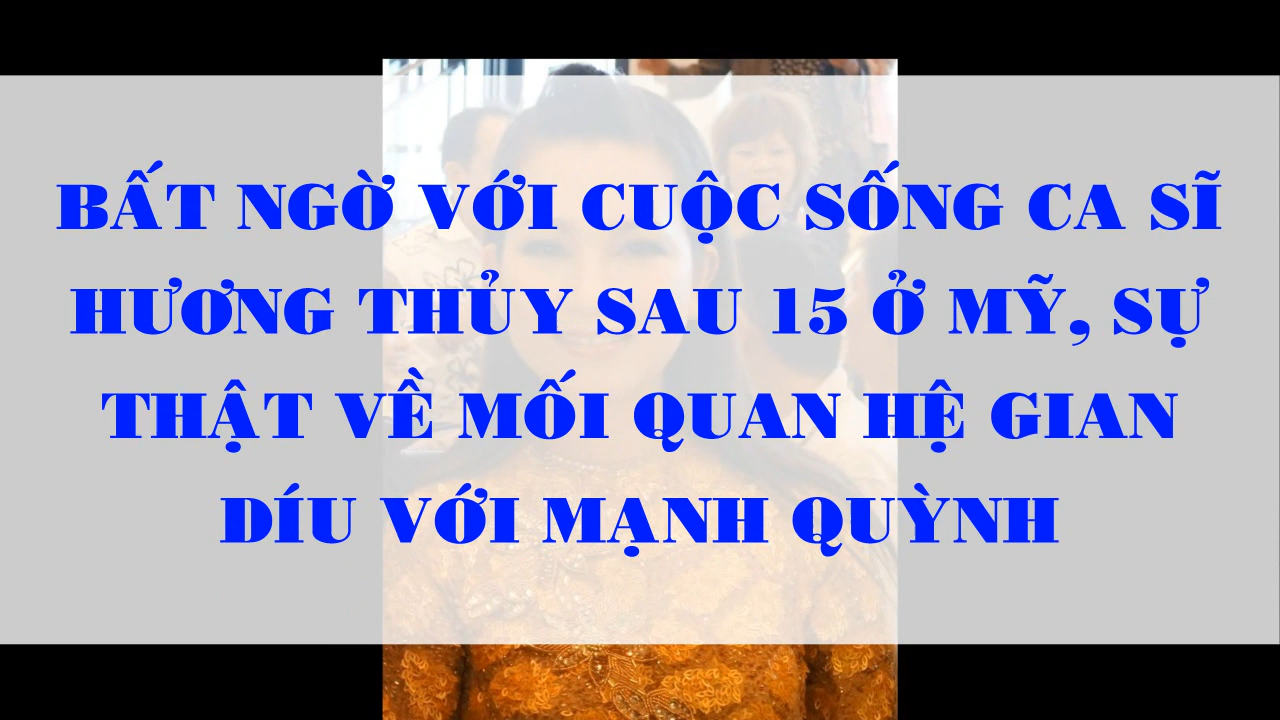 BẤT NGỜ VỚI CUỘC SỐNG CA SĨ
HƯƠNG THỦY SAU 15 Ở MỸ, SỰ
THẬT VỀ MỐI QUAN HỆ GIAN
DÍU VỚI MẠNH QUỲNH